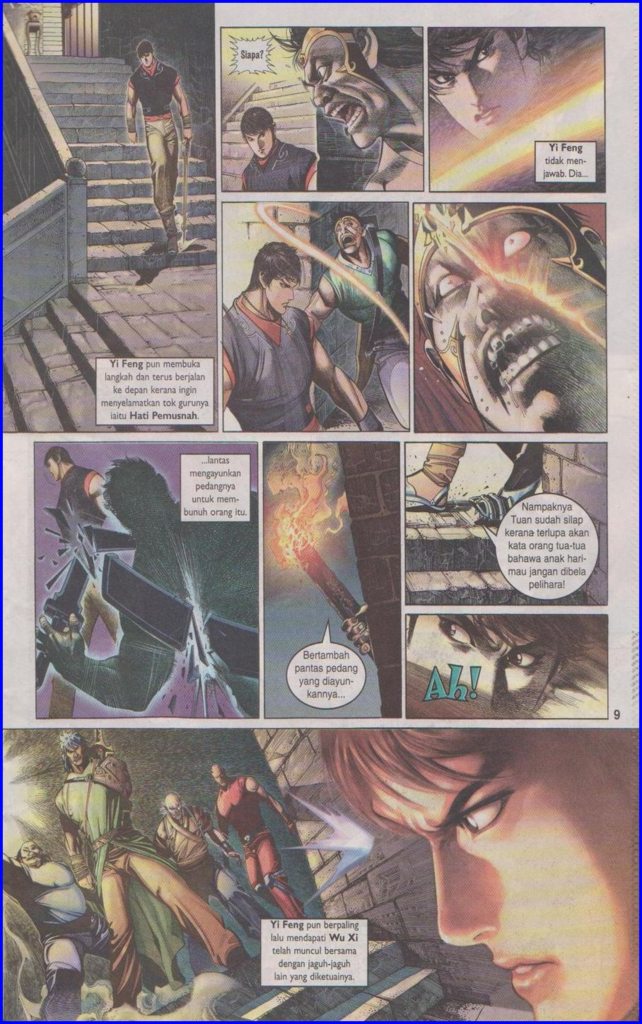 Yi Feng pun membuka
langkah dan terus berjalan
ke depan kerana ingin
menyelamatkan tok gurunya
iaitu Hati Pemusnah.
Siapa?
Yi Feng
tidak men-
jawab. Dia...
...lantas
mengayunkan
pedangnya
untuk mem-
bunuh orang itu.
Bertambah
pantas pedang
yang diayun-
kannya...
Nampaknya
Tuan sudah silap
kerana terlupa akan
kata orang tua-tua
bahawa anak hari-
mau jangan dibela
pelihara!
Ah!
9
Yi Feng pun berpaling
lalu mendapati Wu Xi
telah muncul bersama
dengan jaguh-jaguh
lain yang diketuainya.